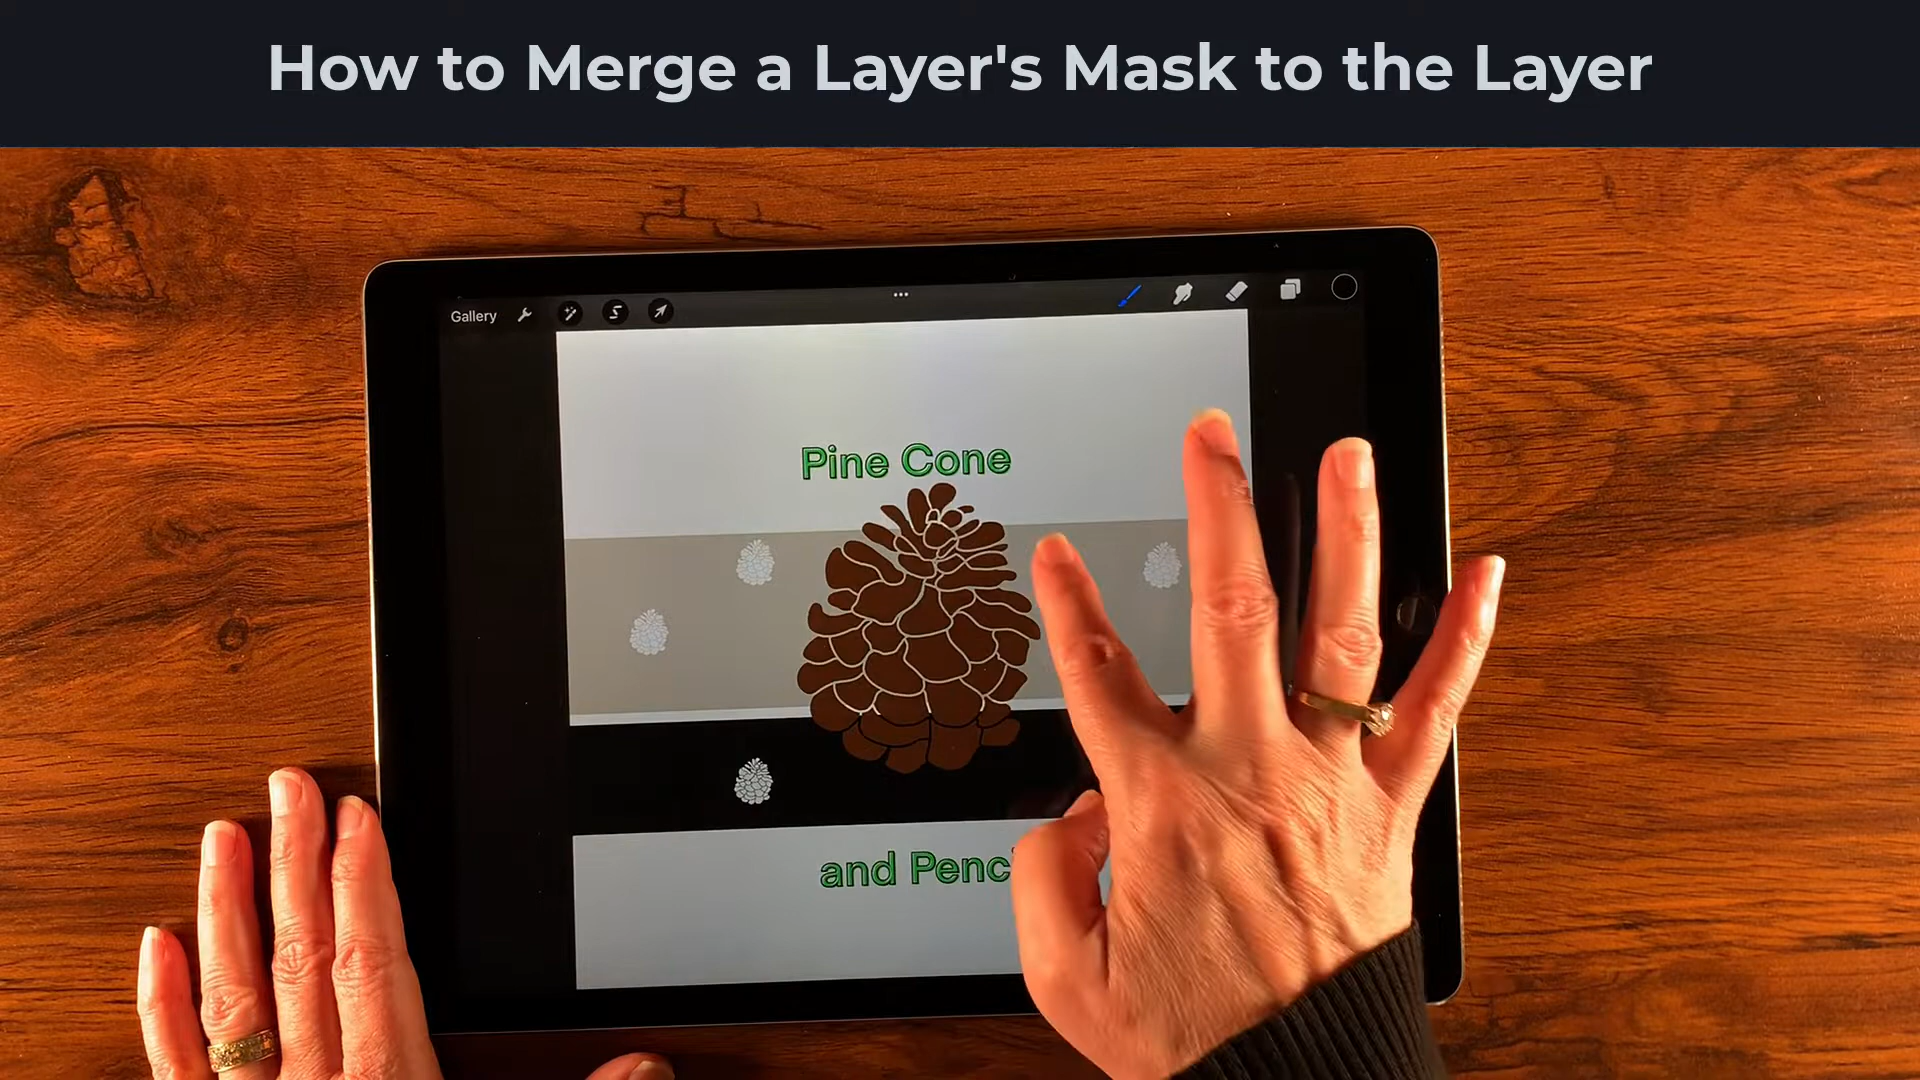 How to Merge a Layer's Mask to the Layer
Gallery
Pine Cone
and Penc